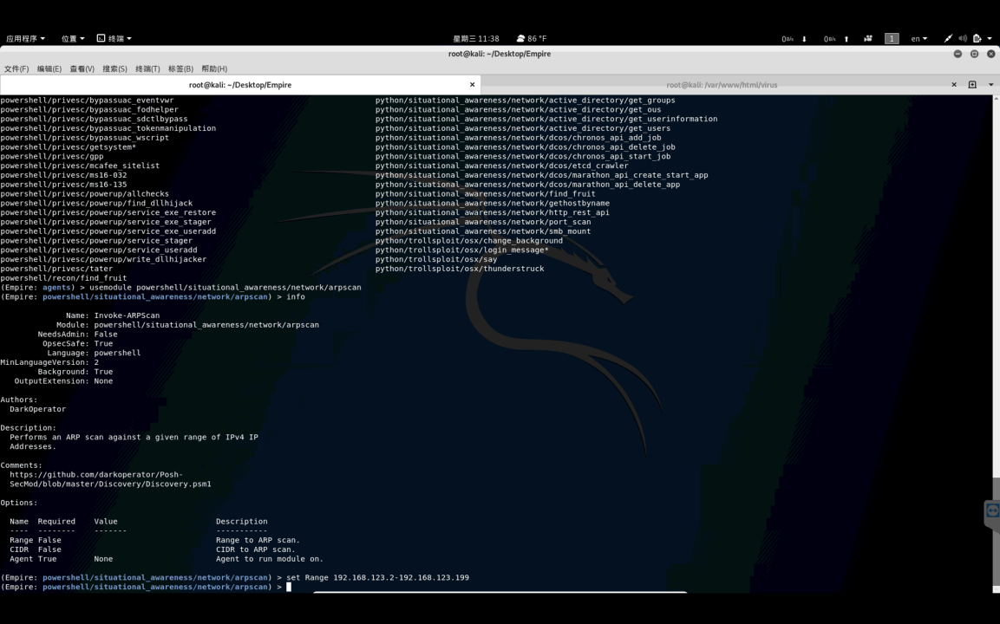 应用程序 ▾ 位置 ▾ 终端 ▾ 星期三 11:38 86 °F 1 en ▾
root@kali: ~/Desktop/Empire
文件(F) 编辑(E) 查看(V) 搜索(S) 终端(T) 标签(B) 帮助(H)
root@kali: ~/Desktop/Empire × root@kali: /var/www/html/virus ×
powershell/privesc/bypassuac_eventvwr python/situational_awareness/network/active_directory/get_groups
powershell/privesc/bypassuac_fodhelper python/situational_awareness/network/active_directory/get_ous
powershell/privesc/bypassuac_sdctlbypass python/situational_awareness/network/active_directory/get_userinformation
powershell/privesc/bypassuac_tokenmanipulation python/situational_awareness/network/active_directory/get_users
powershell/privesc/bypassuac_wscript python/situational_awareness/network/dcos/chronos_api_add_job
powershell/privesc/getsystem* python/situational_awareness/network/dcos/chronos_api_delete_job
powershell/privesc/gpp python/situational_awareness/network/dcos/chronos_api_start_job
powershell/privesc/mcafee_sitelist python/situational_awareness/network/dcos/etcd_crawler
powershell/privesc/ms16-032 python/situational_awareness/network/dcos/marathon_api_create_start_app
powershell/privesc/ms16-135 python/situational_awareness/network/dcos/marathon_api_delete_app
powershell/privesc/powerup/allchecks python/situational_awareness/network/find_fruit
powershell/privesc/powerup/find_dllhijack python/situational_awareness/network/gethostbyname
powershell/privesc/powerup/service_exe_restore python/situational_awareness/network/http_rest_api
powershell/privesc/powerup/service_exe_stager python/situational_awareness/network/port_scan
powershell/privesc/powerup/service_exe_useradd python/situational_awareness/network/smb_mount
powershell/privesc/powerup/service_stager python/trollsploit/osx/change_background
powershell/privesc/powerup/service_useradd python/trollsploit/osx/login_message*
powershell/privesc/powerup/write_dllhijacker python/trollsploit/osx/say
powershell/privesc/tater python/trollsploit/osx/thunderstruck
powershell/recon/find_fruit
(Empire: agents) > usemodule powershell/situational_awareness/network/arpscan
(Empire: powershell/situational_awareness/network/arpscan) > info
Name: Invoke-ARPScan
Module: powershell/situational_awareness/network/arpscan
NeedsAdmin: False
OpsecSafe: True
Language: powershell
MinLanguageVersion: 2
Background: True
OutputExtension: None
Authors:
DarkOperator
Description:
Performs an ARP scan against a given range of IPv4 IP
Addresses.
Comments:
https://github.com/darkoperator/Posh-
SecMod/blob/master/Discovery/Discovery.psm1
Options:
Name Required Value Description
---- -------- ------- -----------
Range False Range to ARP scan.
CIDR False CIDR to ARP scan.
Agent True None Agent to run module on.
(Empire: powershell/situational_awareness/network/arpscan) > set Range 192.168.123.2-192.168.123.199
(Empire: powershell/situational_awareness/network/arpscan) >